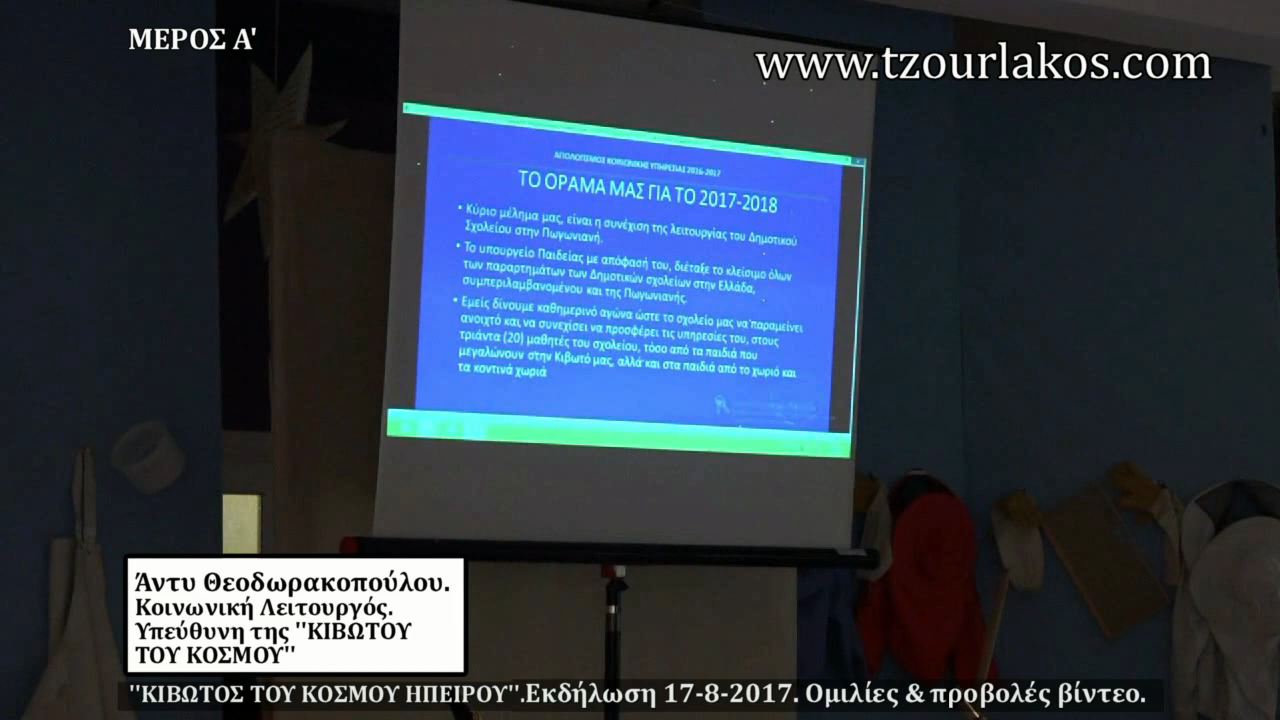 ΜΕΡΟΣ Α'
www.tzourlakos.com
ΑΠΟΛΟΓΙΣΜΟΣ ΚΟΙΝΩΝΙΚΗΣ ΥΠΗΡΕΣΙΑΣ 2016-2017
ΤΟ ΟΡΑΜΑ ΜΑΣ ΓΙΑ ΤΟ 2017-2018
• Κύριο μέλημα μας, είναι η συνέχιση της λειτουργίας του Δημοτικού
Σχολείου στην Πωγωνιανή.
• Το υπουργείο Παιδείας με απόφασή του, διέταξε το κλείσιμο όλων
των παραρτημάτων των Δημοτικών σχολείων στην Ελλάδα,
συμπεριλαμβανομένου και της Πωγωνιανής.
• Εμείς δίνουμε καθημερινό αγώνα ώστε το σχολείο μας να παραμείνει
ανοιχτό και να συνεχίσει να προσφέρει τις υπηρεσίες του, στους
τριάντα (20) μαθητές του σχολείου, τόσο από τα παιδιά που
μεγαλώνουν στην Κιβωτό μας, αλλά και στα παιδιά από το χωριό και
τα κοντινά χωριά
Άντυ Θεοδωρακοπούλου.
Κοινωνική Λειτουργός.
Υπεύθυνη της ''ΚΙΒΩΤΟΥ
ΤΟΥ ΚΟΣΜΟΥ''
''ΚΙΒΩΤΟΣ ΤΟΥ ΚΟΣΜΟΥ ΗΠΕΙΡΟΥ''.Εκδήλωση 17-8-2017. Ομιλίες & προβολές βίντεο.